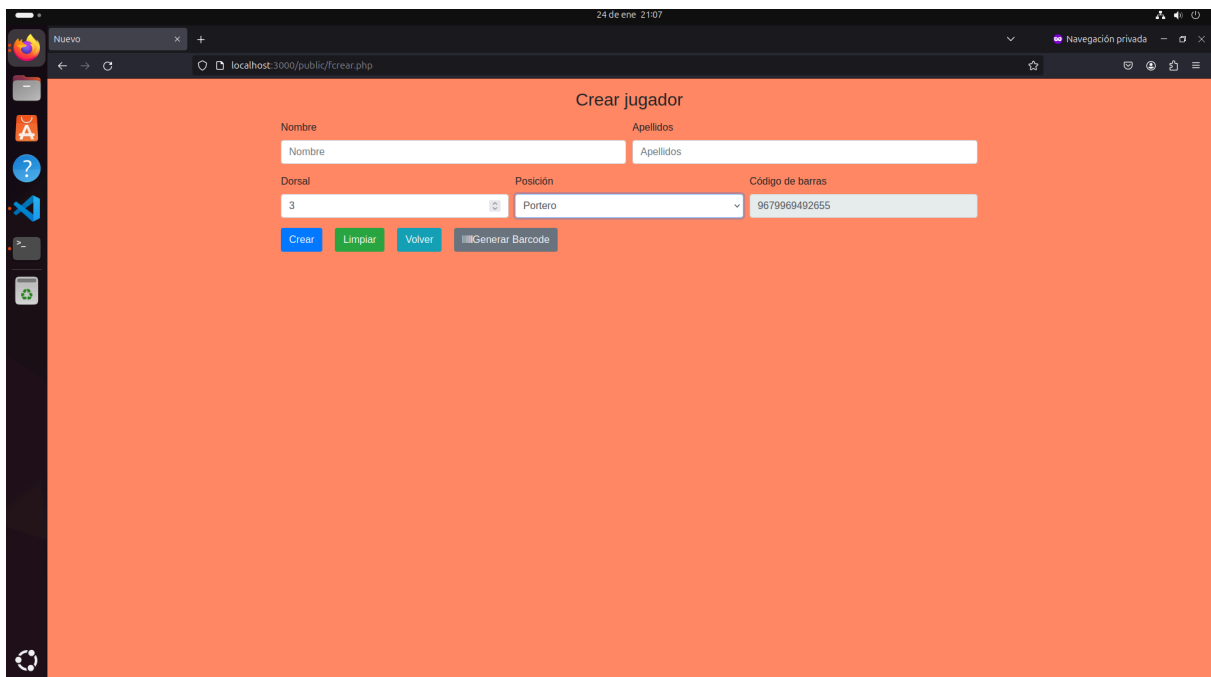 24 de ene 21:07
Nuevo
Navegación privada
localhost:3000/public/fcrear.php
Crear jugador
Nombre Apellidos
Nombre Apellidos
Dorsal Posición Código de barras
3 Portero 9679969492655
Crear Limpiar Volver Generar Barcode